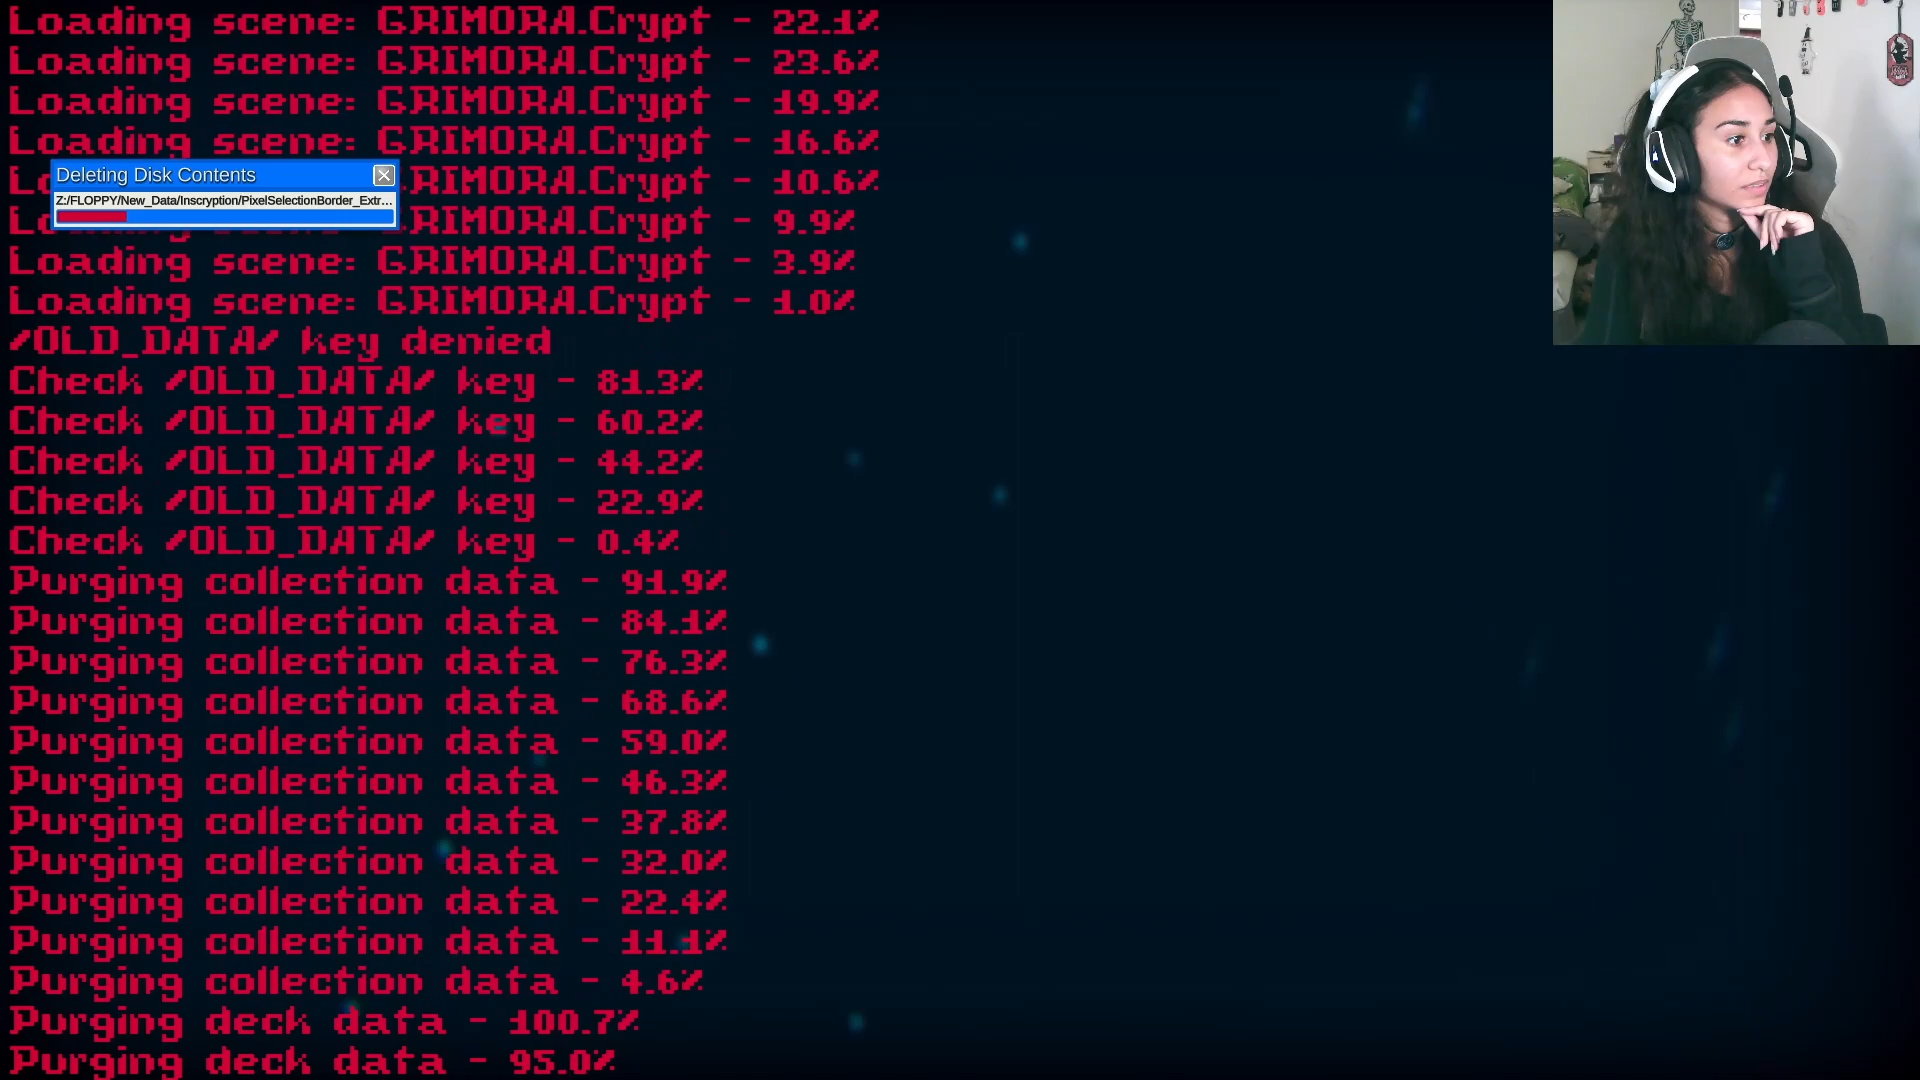 Loading scene: GRIMORA.Crypt - 22.1%
Loading scene: GRIMORA.Crypt - 23.6%
Loading scene: GRIMORA.Crypt - 19.9%
Loading scene: GRIMORA.Crypt - 16.6%
Lo RIMORA.Crypt - 10.6%
Deleting Disk Contents
Z:/FLOPPY/New_Data/Inscryption/PixelSelectionBorder_Extr...
Lo RIMORA.Crypt - 9.9%
Loading scene: GRIMORA.Crypt - 3.9%
Loading scene: GRIMORA.Crypt - 1.0%
/OLD_DATA/ key denied
Check /OLD_DATA/ key - 81.3%
Check /OLD_DATA/ key - 60.2%
Check /OLD_DATA/ key - 44.2%
Check /OLD_DATA/ key - 22.9%
Check /OLD_DATA/ key - 0.4%
Purging collection data - 91.9%
Purging collection data - 84.1%
Purging collection data - 76.3%
Purging collection data - 68.6%
Purging collection data - 59.0%
Purging collection data - 46.3%
Purging collection data - 37.8%
Purging collection data - 32.0%
Purging collection data - 22.4%
Purging collection data - 11.1%
Purging collection data - 4.6%
Purging deck data - 100.7%
Purging deck data - 95.0%